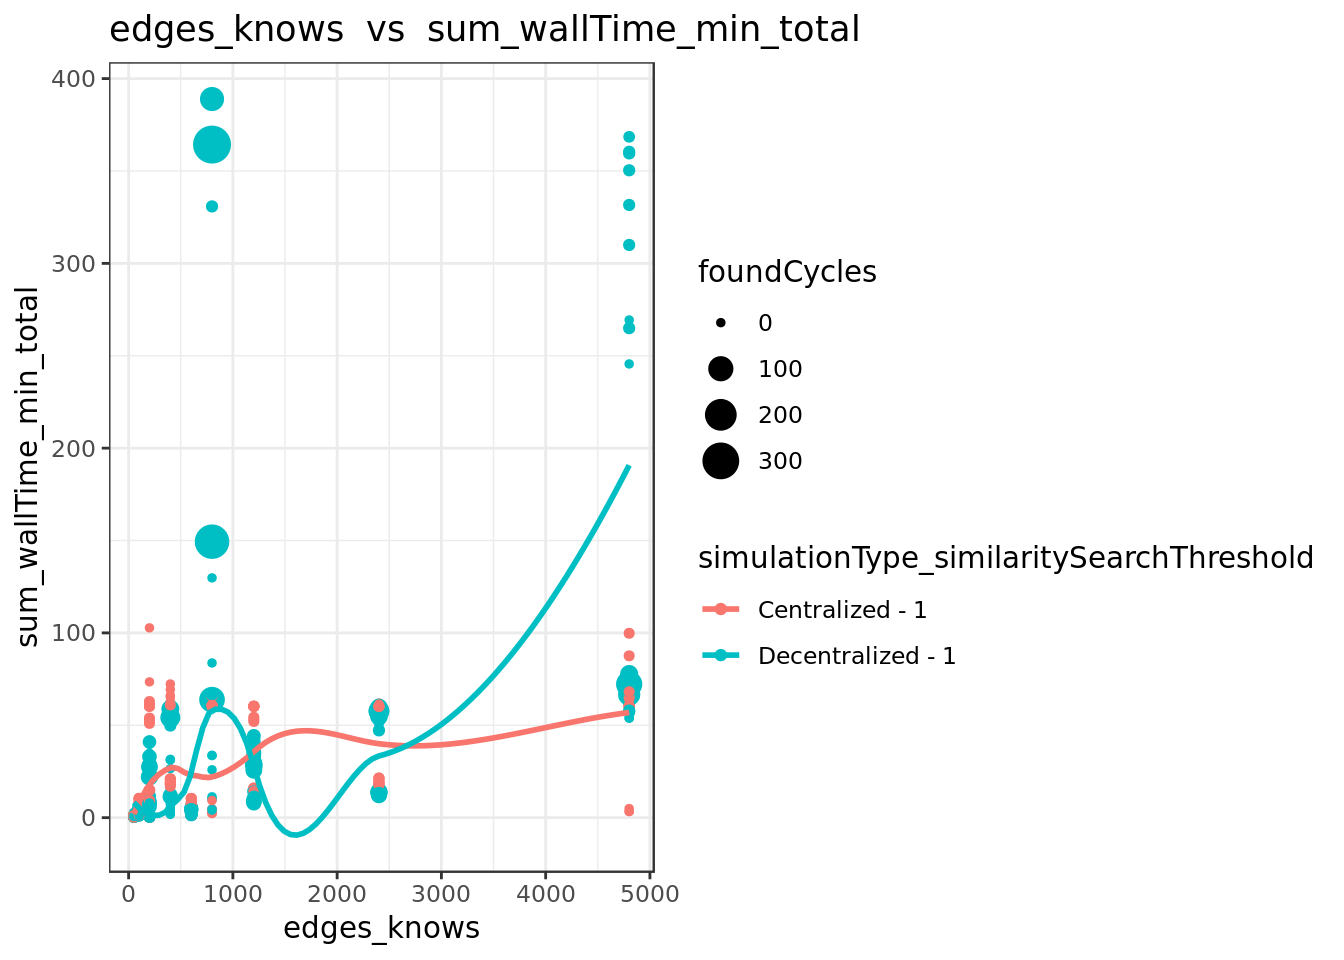 edges_knows  vs  sum_wallTime_min_total
400
300
200
100
0
sum_wallTime_min_total
0
1000
2000
3000
4000
5000
edges_knows
foundCycles
0
100
200
300
simulationType_similaritySearchThreshold
Centralized - 1
Decentralized - 1